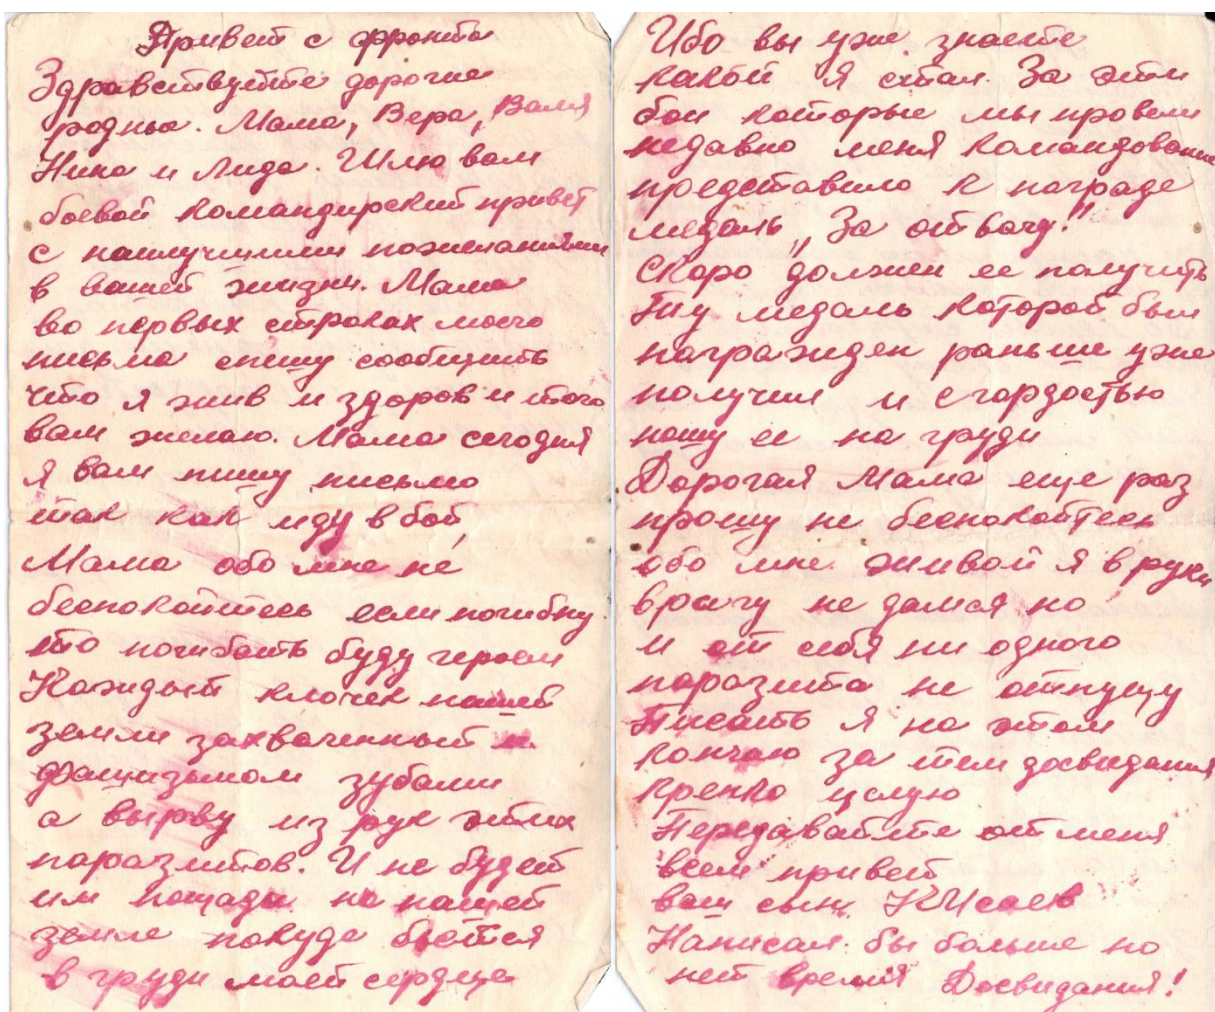 Привет с фронта
Здравствуйте дорогие
родные. Мама, Вера, Валя
Нина и Лида. Шлю вам
боевой командирский привет
с наилучшими пожеланиями
в вашей жизни. Мама
во первых строках моего
письма спишу сообщить
что я жив и здоров и того
вам желаю. Мама сегодня
я вам пишу письмо
так как иду в бой
Мама обо мне не
беспокойтесь если погибну
то погибать буду героем
Каждый клочек нашей
земли захваченный
фашизьмом зубами
а вырву из рук этих
паразитов. И не будет
им пощади на нашей
земле покуда бьется
в груди моей сердце
Ибо вы уже знаете
какой я стал. За эти
бои которые мы провели
недавно меня командование
представило к награде
медаль "За отвагу!"
Скоро должен ее получить
Ту медаль которой был
награжден раньше уже
получил и с гордостью
ношу ее на груди
Дорогая Мама еще раз
прошу не беспокойтесь
обо мне. живой я в руки
врагу не дамся но
и от себя ни одного
паразита не отпущу
Писать я на этом
кончаю за тем досвидания
крепко целую
Передавайте от меня
всем привет
ваш сын КИсаев
Написал бы больше но
нет время Досвидания!